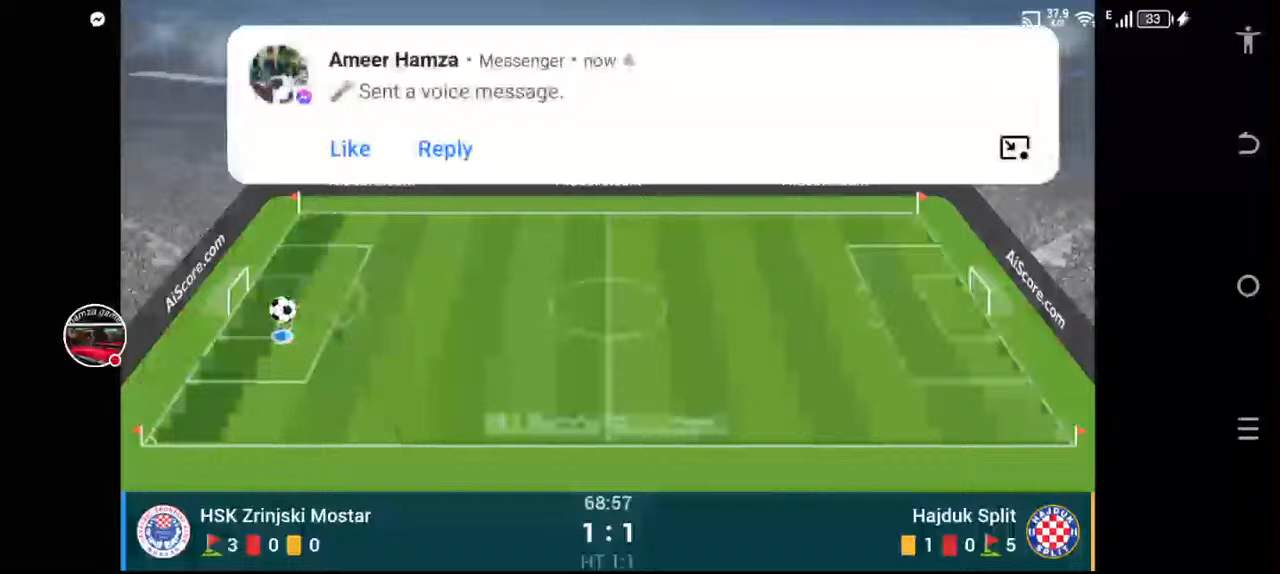 37.9
E
33
Ameer Hamza · Messenger · now
Sent a voice message.
Like Reply
AiScore.com
AiScore.com
68:57
HSK Zrinjski Mostar
Hajduk Split
1 : 1
3 0 0
1 0 5
HT 1:1